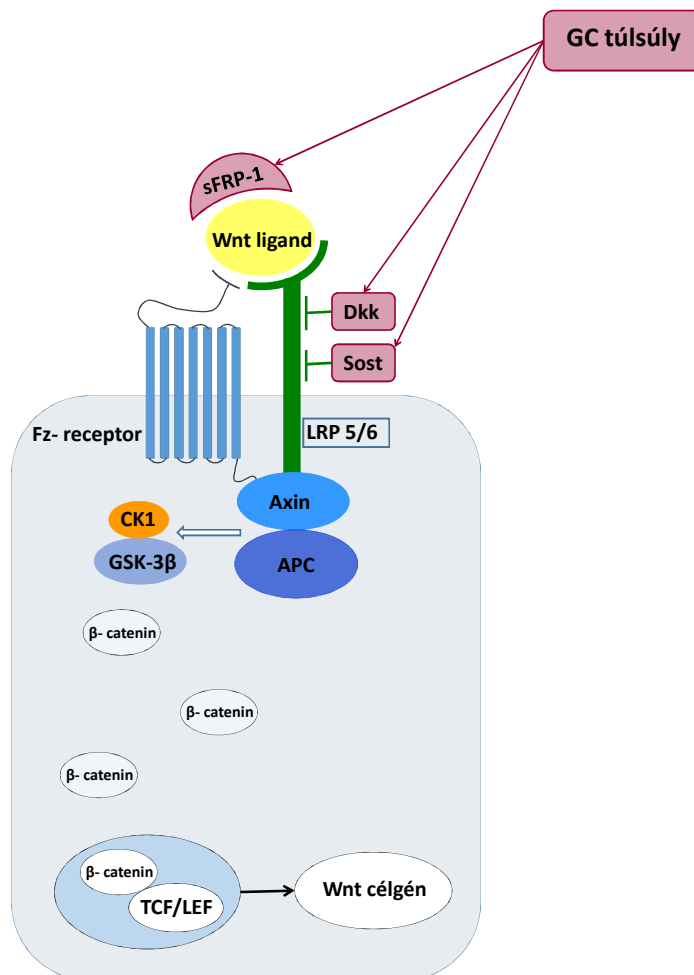 GC túlsúly
sFRP-1
Wnt ligand
Dkk
Sost
Fz- receptor
LRP 5/6
Axin
CK1
GSK-3β
APC
β- catenin
β- catenin
β- catenin
β- catenin
TCF/LEF
Wnt célgén